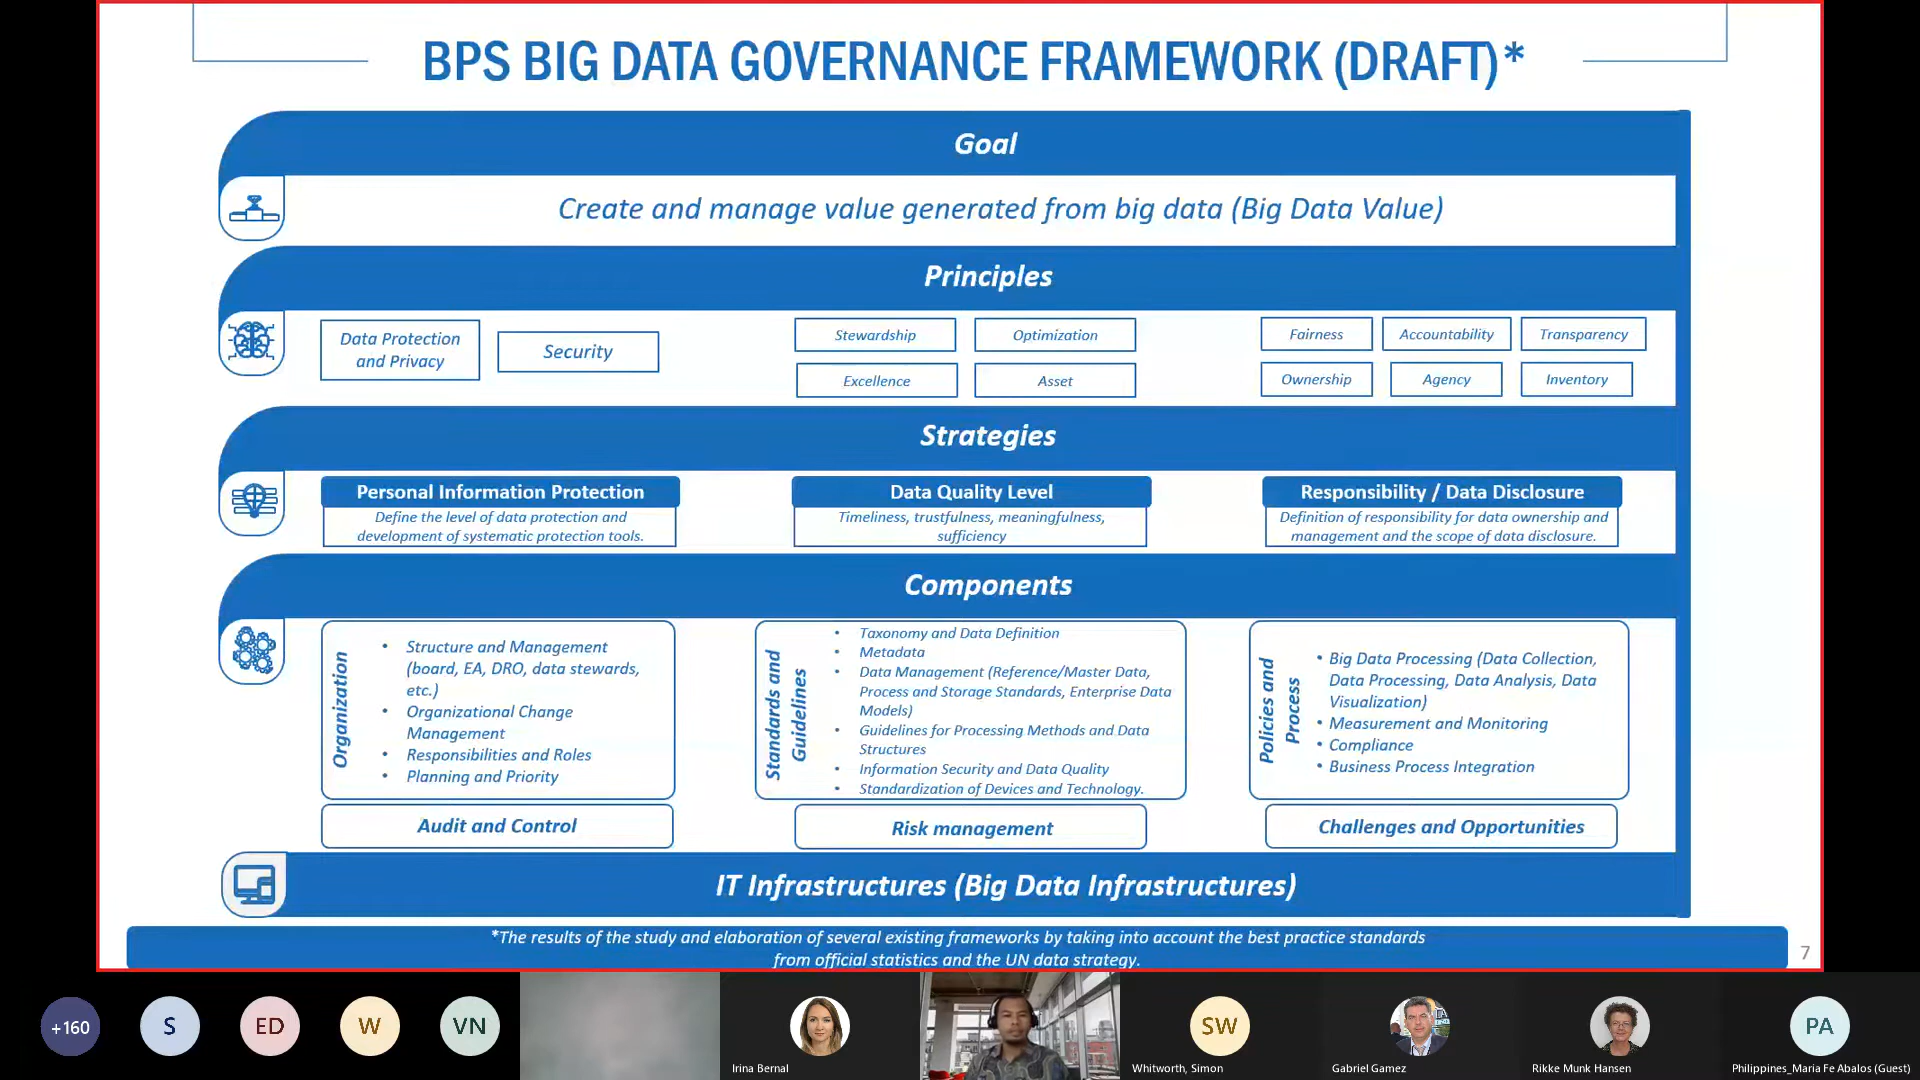 BPS BIG DATA GOVERNANCE FRAMEWORK (DRAFT)*
Goal
Create and manage value generated from big data (Big Data Value)
Principles
Data Protection
and Privacy
Security
Stewardship
Optimization
Excellence
Asset
Fairness
Accountability
Transparency
Ownership
Agency
Inventory
Strategies
Personal Information Protection
Define the level of data protection and
development of systematic protection tools.
Data Quality Level
Timeliness, trustfulness, meaningfulness,
sufficiency
Responsibility / Data Disclosure
Definition of responsibility for data ownership and
management and the scope of data disclosure.
Components
Organization
• Structure and Management
(board, EA, DRO, data stewards,
etc.)
• Organizational Change
Management
• Responsibilities and Roles
• Planning and Priority
Standards and
Guidelines
• Taxonomy and Data Definition
• Metadata
• Data Management (Reference/Master Data,
Process and Storage Standards, Enterprise Data
Models)
• Guidelines for Processing Methods and Data
Structures
• Information Security and Data Quality
• Standardization of Devices and Technology.
Policies and
Process
• Big Data Processing (Data Collection,
Data Processing, Data Analysis, Data
Visualization)
• Measurement and Monitoring
• Compliance
• Business Process Integration
Audit and Control
Risk management
Challenges and Opportunities
IT Infrastructures (Big Data Infrastructures)
*The results of the study and elaboration of several existing frameworks by taking into account the best practice standards
from official statistics and the UN data strategy.
7
+160
S
ED
W
VN
Irina Bernal
SW
Whitworth, Simon
Gabriel Gamez
Rikke Munk Hansen
PA
Philippines_Maria Fe Abalos (Guest)